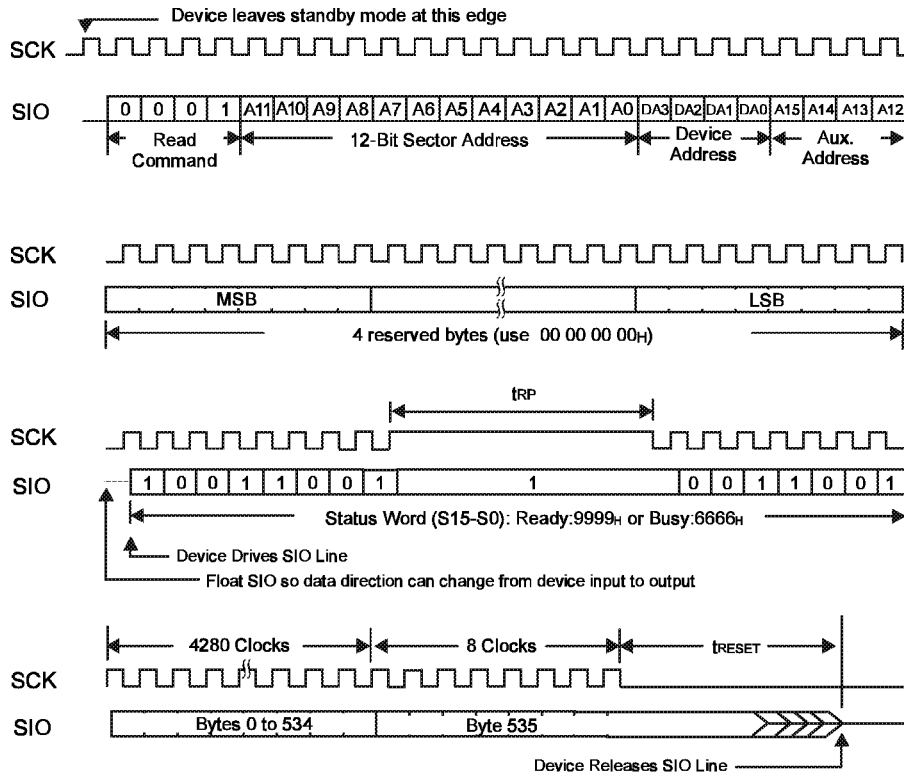 Device leaves standby mode at this edge
SCK
SIO 0 0 0 1 A11 A10 A9 A8 A7 A6 A5 A4 A3 A2 A1 A0 DA3 DA2 DA1 DA0 A15 A14 A13 A12
Read Command
12-Bit Sector Address
Device Address
Aux. Address
SCK
SIO MSB LSB
4 reserved bytes (use 00 00 00 00H)
tRP
SCK
SIO 1 0 0 1 1 0 0 1 1 0 0 1 1 0 0 1
Status Word (S15-S0): Ready:9999H or Busy:6666H
Device Drives SIO Line
Float SIO so data direction can change from device input to output
4280 Clocks 8 Clocks tRESET
SCK
SIO Bytes 0 to 534 Byte 535
Device Releases SIO Line